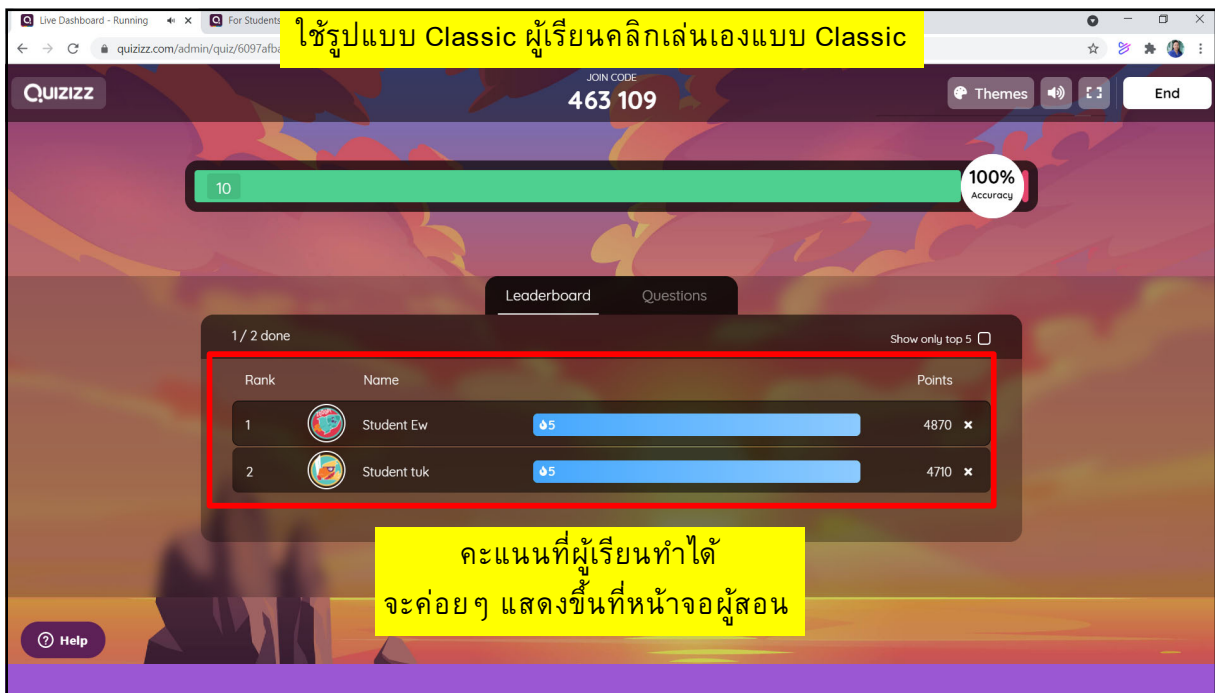 Live Dashboard - Running
For Students
ใช้รูปแบบ Classic ผู้เรียนคลิกเล่นเองแบบ Classic
quizizz.com/admin/quiz/6097afba
Quizizz
JOIN CODE
463 109
Themes
End
10
100%
Accuracy
Leaderboard Questions
1 / 2 done
Show only top 5
Rank Name Points
1 Student Ew 5 4870
2 Student tuk 5 4710
คะแนนที่ผู้เรียนทำได้
จะค่อยๆ แสดงขึ้นที่หน้าจอผู้สอน
Help